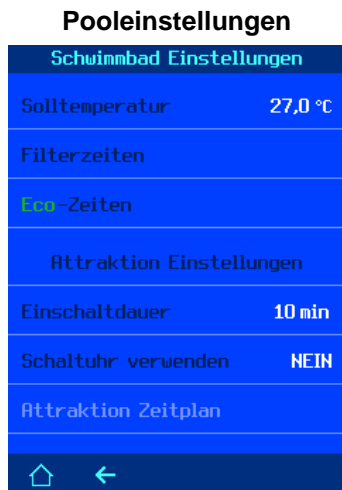 Pooleinstellungen
Schwimmbad Einstellungen
Solltemperatur 27,0 °C
Filterzeiten
Eco-Zeiten
Attraktion Einstellungen
Einschaltdauer 10 min
Schaltuhr verwenden NEIN
Attraktion Zeitplan